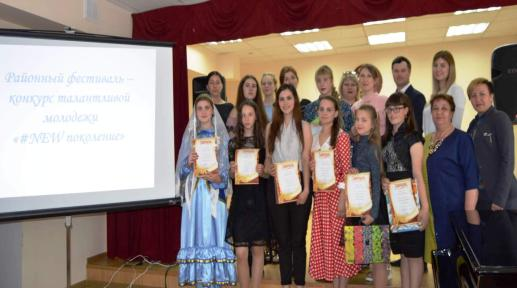 Районный фестиваль –
конкурс талантливой
молодежи
«#NEW поколение»